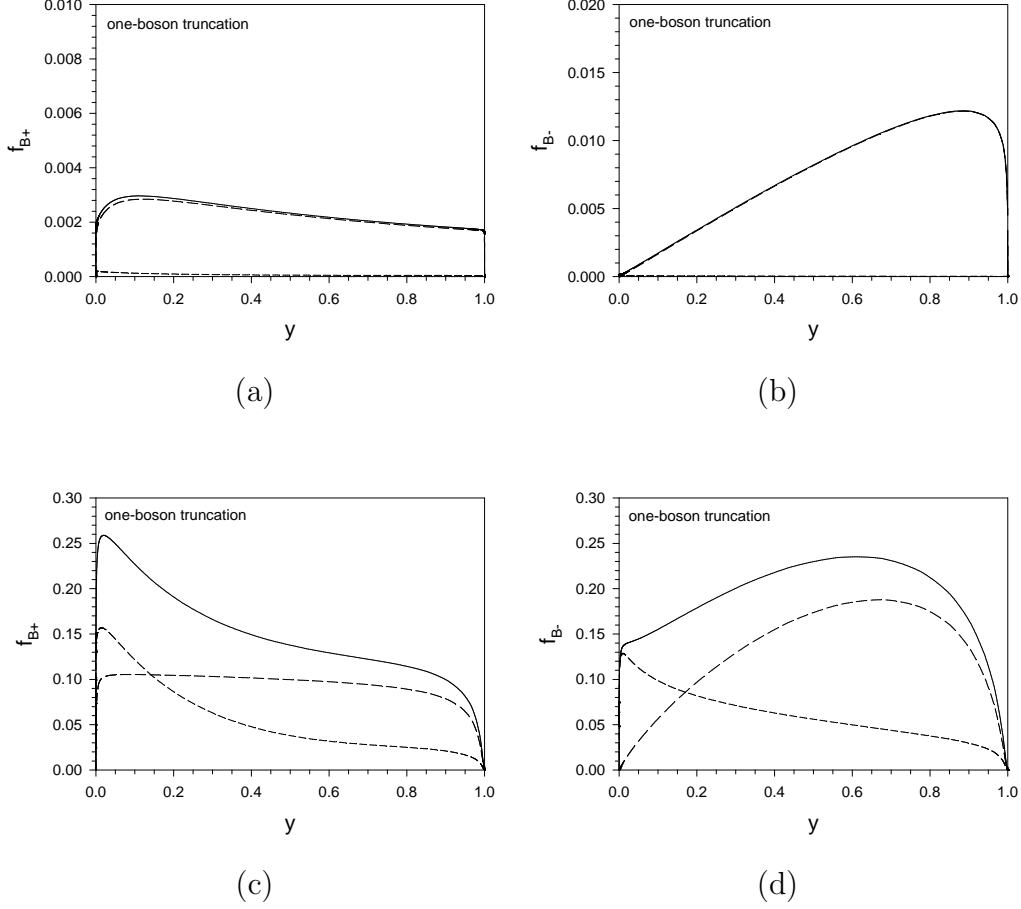 one-boson truncation
f_{B+}
0.010
0.008
0.006
0.004
0.002
0.000
0.0 0.2 0.4 0.6 0.8 1.0
y
(a)
one-boson truncation
f_{B-}
0.020
0.015
0.010
0.005
0.000
0.0 0.2 0.4 0.6 0.8 1.0
y
(b)
one-boson truncation
f_{B+}
0.30
0.25
0.20
0.15
0.10
0.05
0.00
0.0 0.2 0.4 0.6 0.8 1.0
y
(c)
one-boson truncation
f_{B-}
0.30
0.25
0.20
0.15
0.10
0.05
0.00
0.0 0.2 0.4 0.6 0.8 1.0
y
(d)